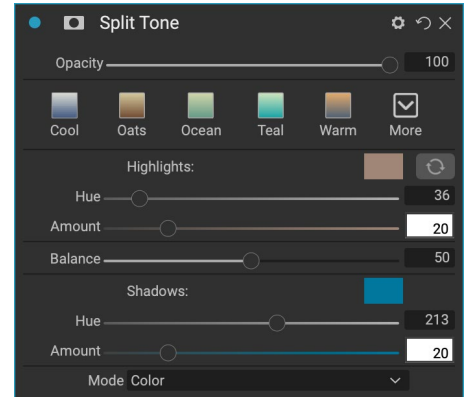 Split Tone
Opacity 100
Cool Oats Ocean Teal Warm More
Highlights:
Hue 36
Amount 20
Balance 50
Shadows:
Hue 213
Amount 20
Mode Color